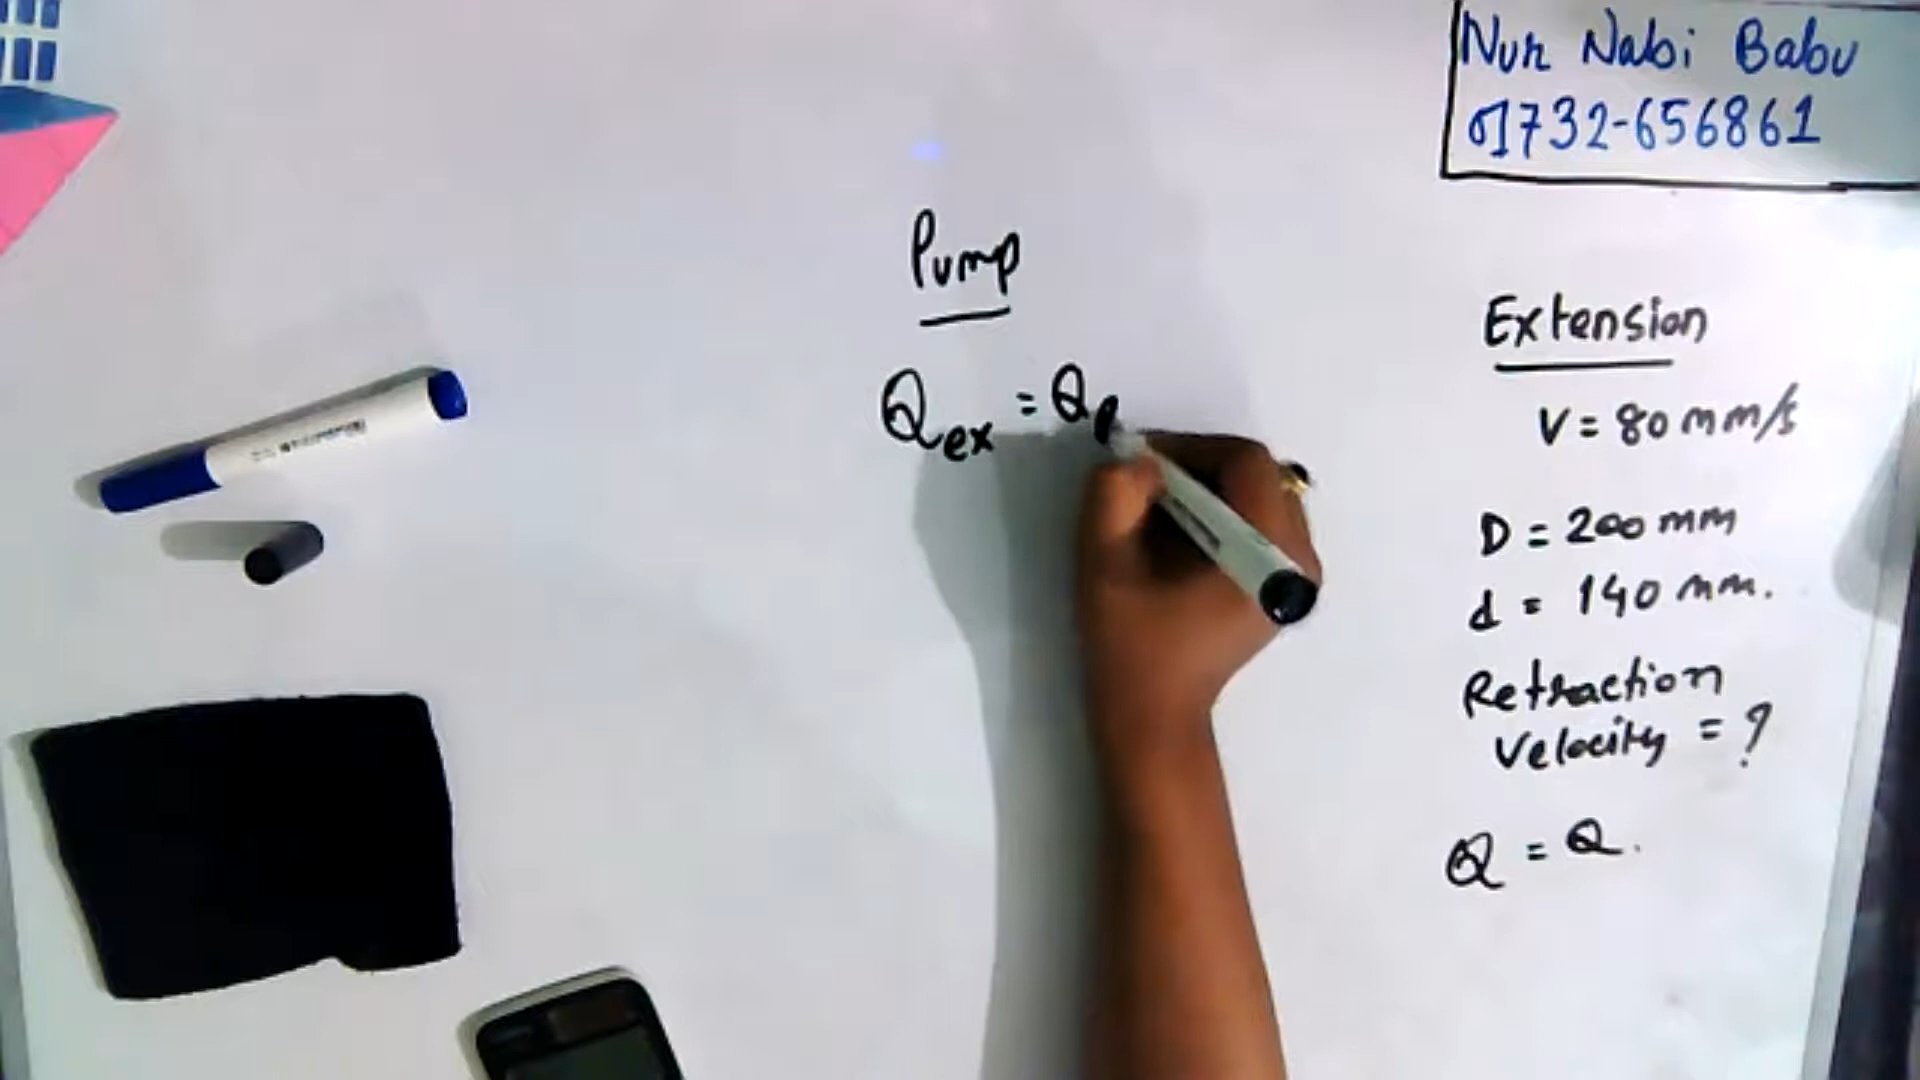 Nur Nabi Babu
01732-656861
Pump
Qex = Q
Extension
V = 80 mm/s
D = 200 mm
d = 140 mm.
Retraction
Velocity = ?
Q = Q.